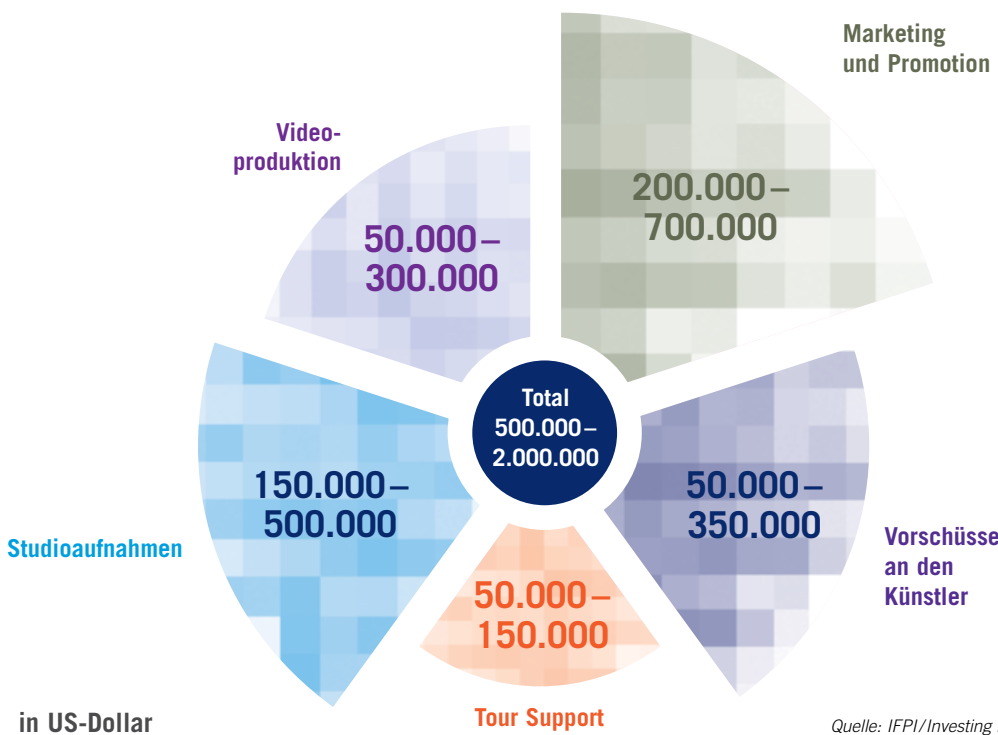 Marketing
und Promotion
200.000–
700.000
Video-
produktion
50.000–
300.000
Total
500.000–
2.000.000
150.000–
500.000
Studioaufnahmen
50.000–
350.000
Vorschüsse
an den
Künstler
50.000–
150.000
Tour Support
in US-Dollar
Quelle: IFPI/Investing